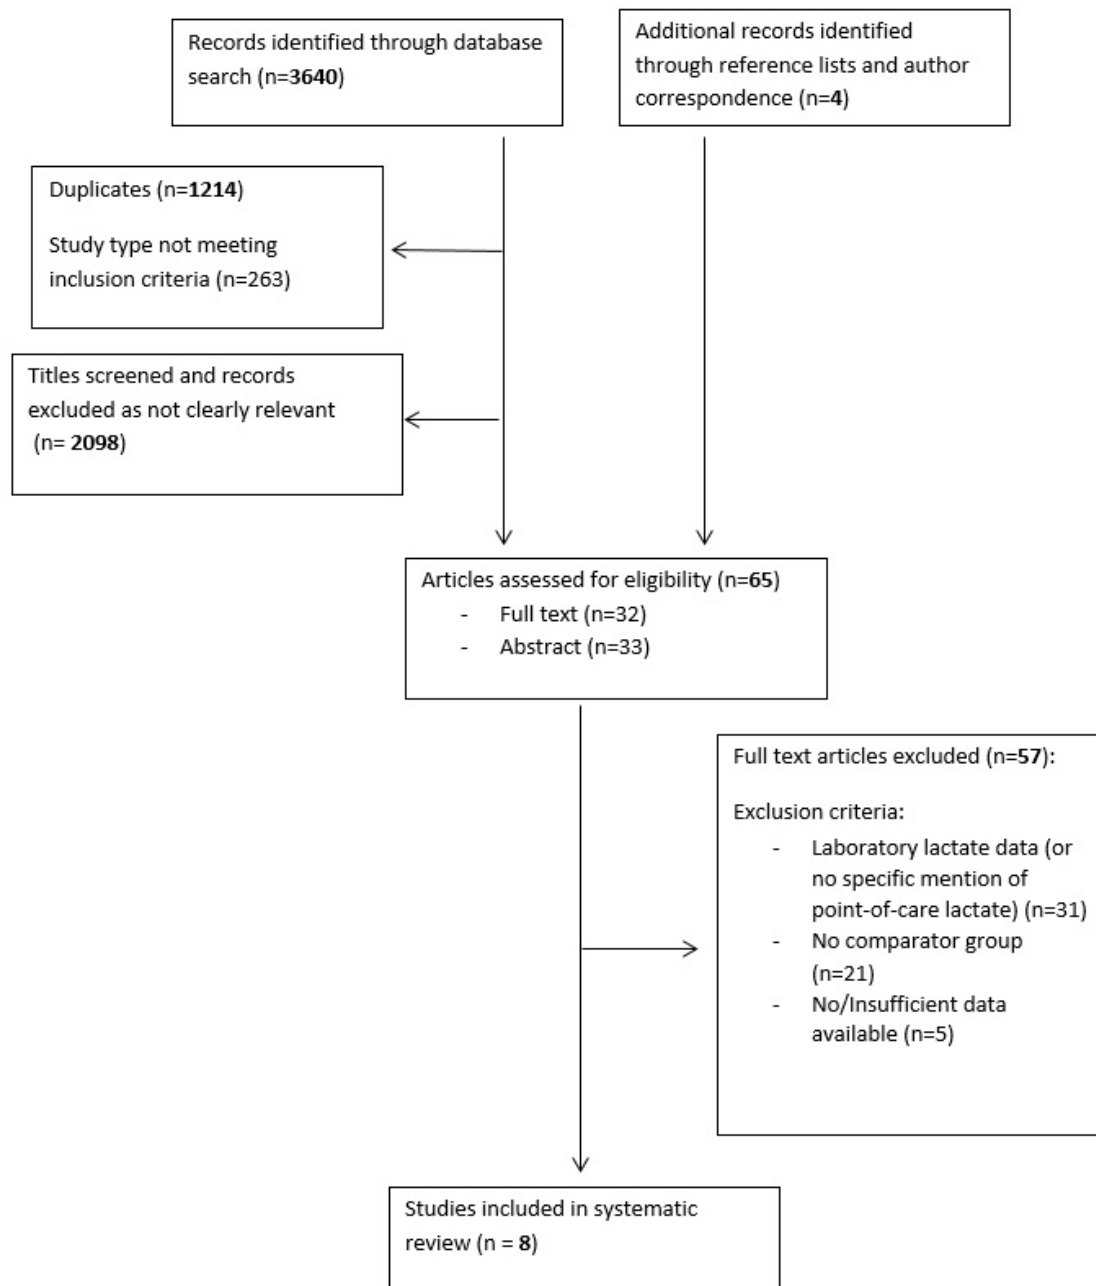 Records identified through database
search (n=3640)
Additional records identified
through reference lists and author
correspondence (n=4)
Duplicates (n=1214)
Study type not meeting
inclusion criteria (n=263)
Titles screened and records
excluded as not clearly relevant
(n= 2098)
Articles assessed for eligibility (n=65)
- Full text (n=32)
- Abstract (n=33)
Full text articles excluded (n=57):
Exclusion criteria:
- Laboratory lactate data (or
no specific mention of
point-of-care lactate) (n=31)
- No comparator group
(n=21)
- No/Insufficient data
available (n=5)
Studies included in systematic
review (n = 8)